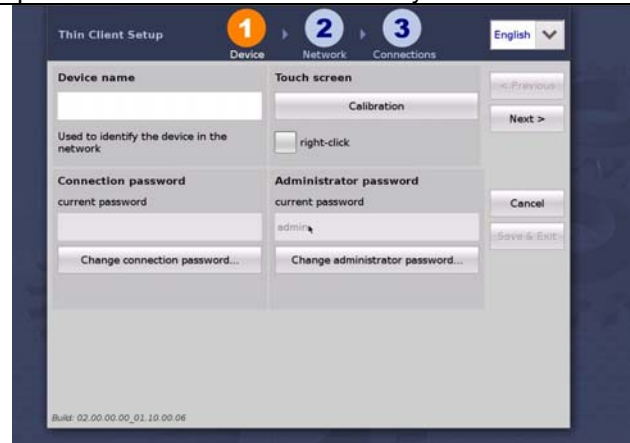 Thin Client Setup
1
2
3
Device
Network
Connections
English
Device name
Used to identify the device in the
network
Touch screen
Calibration
right-click
< Previous
Next >
Connection password
current password
Change connection password...
Administrator password
current password
admin
Change administrator password...
Cancel
Save & Exit
Build: 02.00.00.00_01.10.00.06